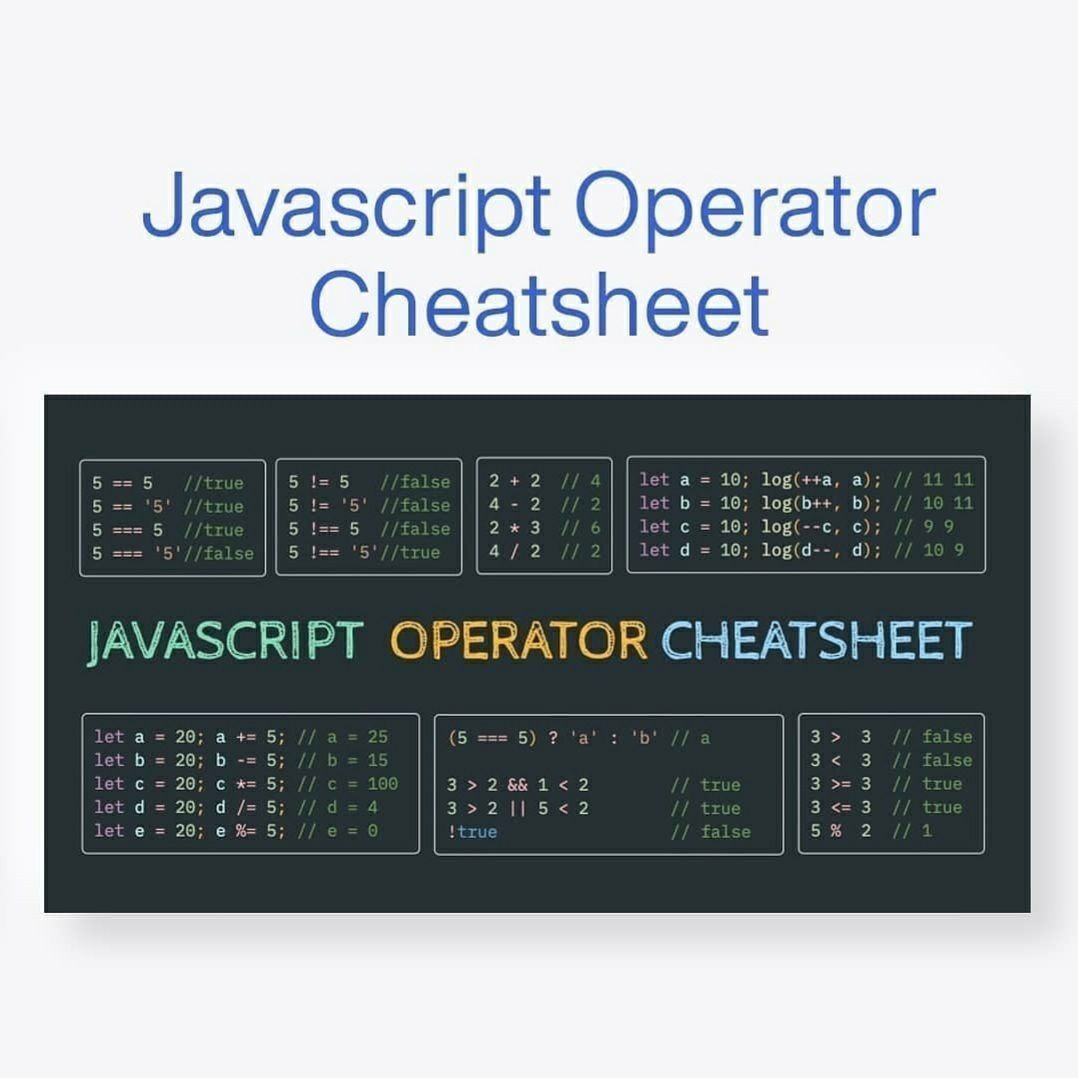 Javascript Operator
Cheatsheet
5 == 5 //true
5 == '5' //true
5 === 5 //true
5 === '5'//false
5 != 5 //false
5 != '5' //false
5 !== 5 //false
5 !== '5'//true
2 + 2 // 4
4 - 2 // 2
2 * 3 // 6
4 / 2 // 2
let a = 10; log(++a, a); // 11 11
let b = 10; log(b++, b); // 10 11
let c = 10; log(--c, c); // 9 9
let d = 10; log(d--, d); // 10 9
JAVASCRIPT OPERATOR CHEATSHEET
let a = 20; a += 5; // a = 25
let b = 20; b -= 5; // b = 15
let c = 20; c *= 5; // c = 100
let d = 20; d /= 5; // d = 4
let e = 20; e %= 5; // e = 0
(5 === 5) ? 'a' : 'b' // a
3 > 2 && 1 < 2 // true
3 > 2 || 5 < 2 // true
!true // false
3 > 3 // false
3 < 3 // false
3 >= 3 // true
3 <= 3 // true
5 % 2 // 1